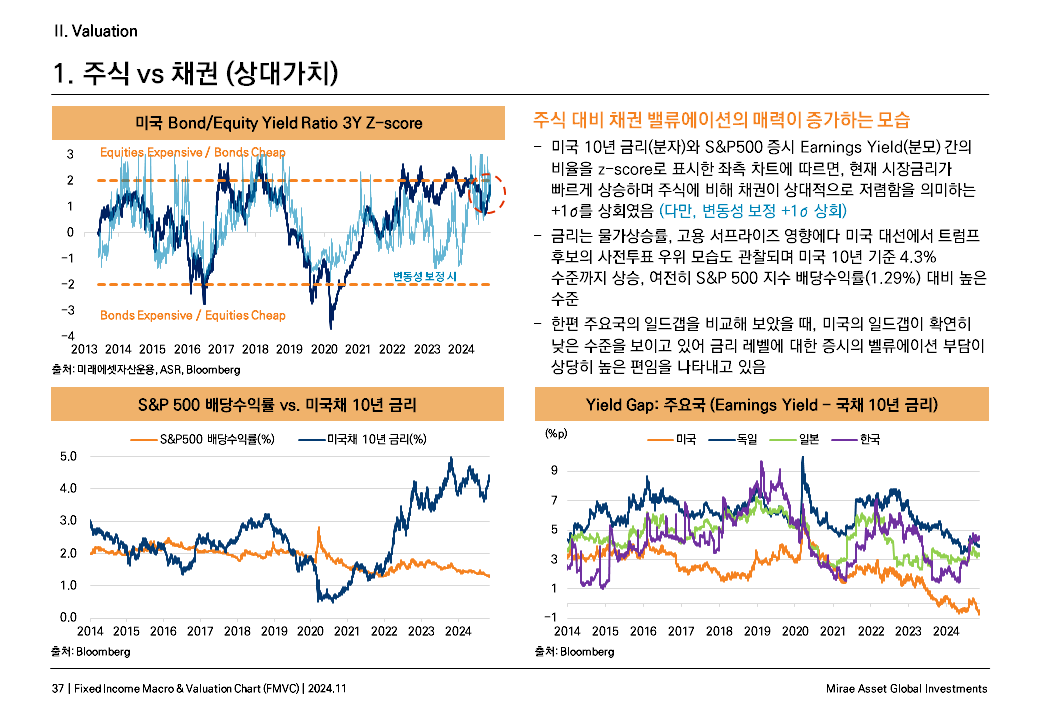 II. Valuation
1. 주식 vs 채권 (상대가치)
미국 Bond/Equity Yield Ratio 3Y Z-score
Equities Expensive / Bonds Cheap
3
2
1
0
-1
-2
-3
-4
변동성 보정 시
Bonds Expensive / Equities Cheap
2013 2014 2015 2016 2017 2018 2019 2020 2021 2022 2023 2024
출처: 미래에셋자산운용, ASR, Bloomberg
주식 대비 채권 밸류에이션의 매력이 증가하는 모습
- 미국 10년 금리(분자)와 S&P500 증시 Earnings Yield(분모) 간의
비율을 z-score로 표시한 좌측 차트에 따르면, 현재 시장금리가
빠르게 상승하며 주식에 비해 채권이 상대적으로 저렴함을 의미하는
+1σ를 상회였음 (다만, 변동성 보정 +1σ 상회)
- 금리는 물가상승률, 고용 서프라이즈 영향에다 미국 대선에서 트럼프
후보의 사전투표 우위 모습도 관찰되며 미국 10년 기준 4.3%
수준까지 상승, 여전히 S&P 500 지수 배당수익률(1.29%) 대비 높은
수준
- 한편 주요국의 일드갭을 비교해 보았을 때, 미국의 일드갭이 확연히
낮은 수준을 보이고 있어 금리 레벨에 대한 증시의 벨류에이션 부담이
상당히 높은 편임을 나타내고 있음
S&P 500 배당수익률 vs. 미국채 10년 금리
S&P500 배당수익률(%) 미국채 10년 금리(%)
5.0
4.0
3.0
2.0
1.0
0.0
2014 2015 2016 2017 2018 2019 2020 2021 2022 2023 2024
출처: Bloomberg
Yield Gap: 주요국 (Earnings Yield - 국채 10년 금리)
(%p)
미국 독일 일본 한국
9
7
5
3
1
-1
2014 2015 2016 2017 2018 2019 2020 2021 2022 2023 2024
출처: Bloomberg
37 | Fixed Income Macro & Valuation Chart (FMVC) | 2024.11
Mirae Asset Global Investments